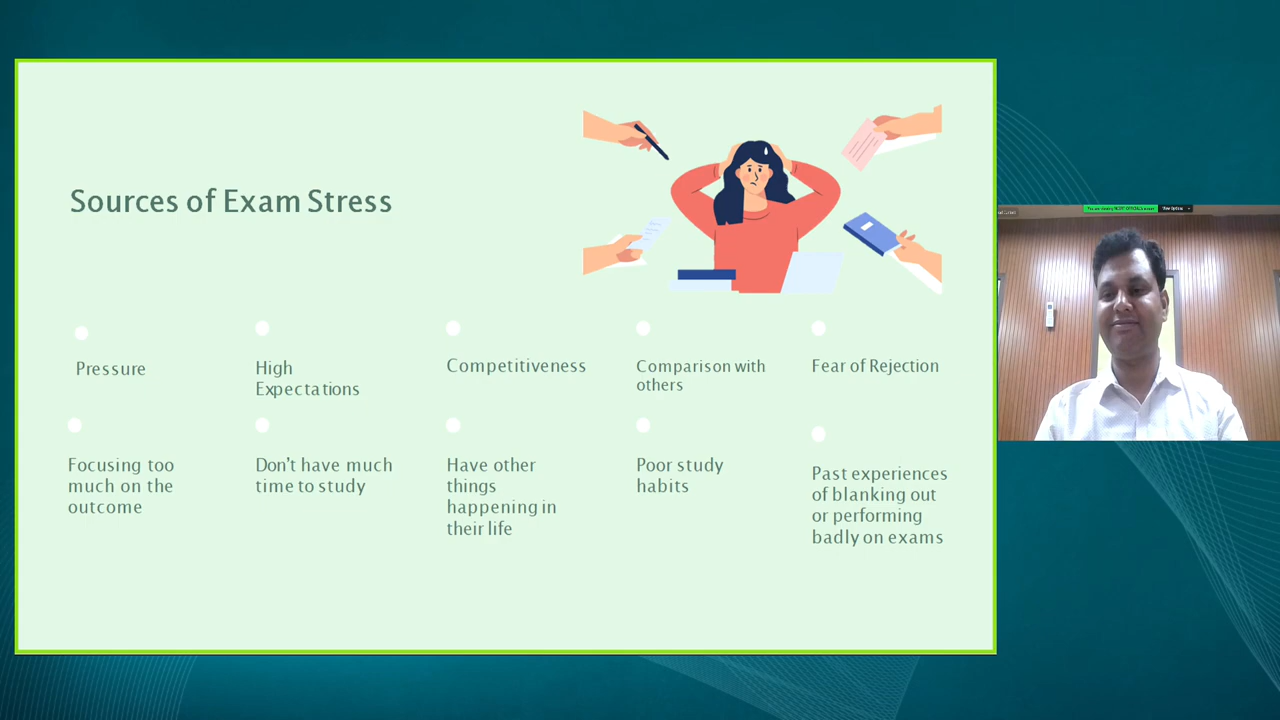 Sources of Exam Stress
Pressure
High
Expectations
Competitiveness
Comparison with
others
Fear of Rejection
Focusing too
much on the
outcome
Don't have much
time to study
Have other
things
happening in
their life
Poor study
habits
Past experiences
of blanking out
or performing
badly on exams